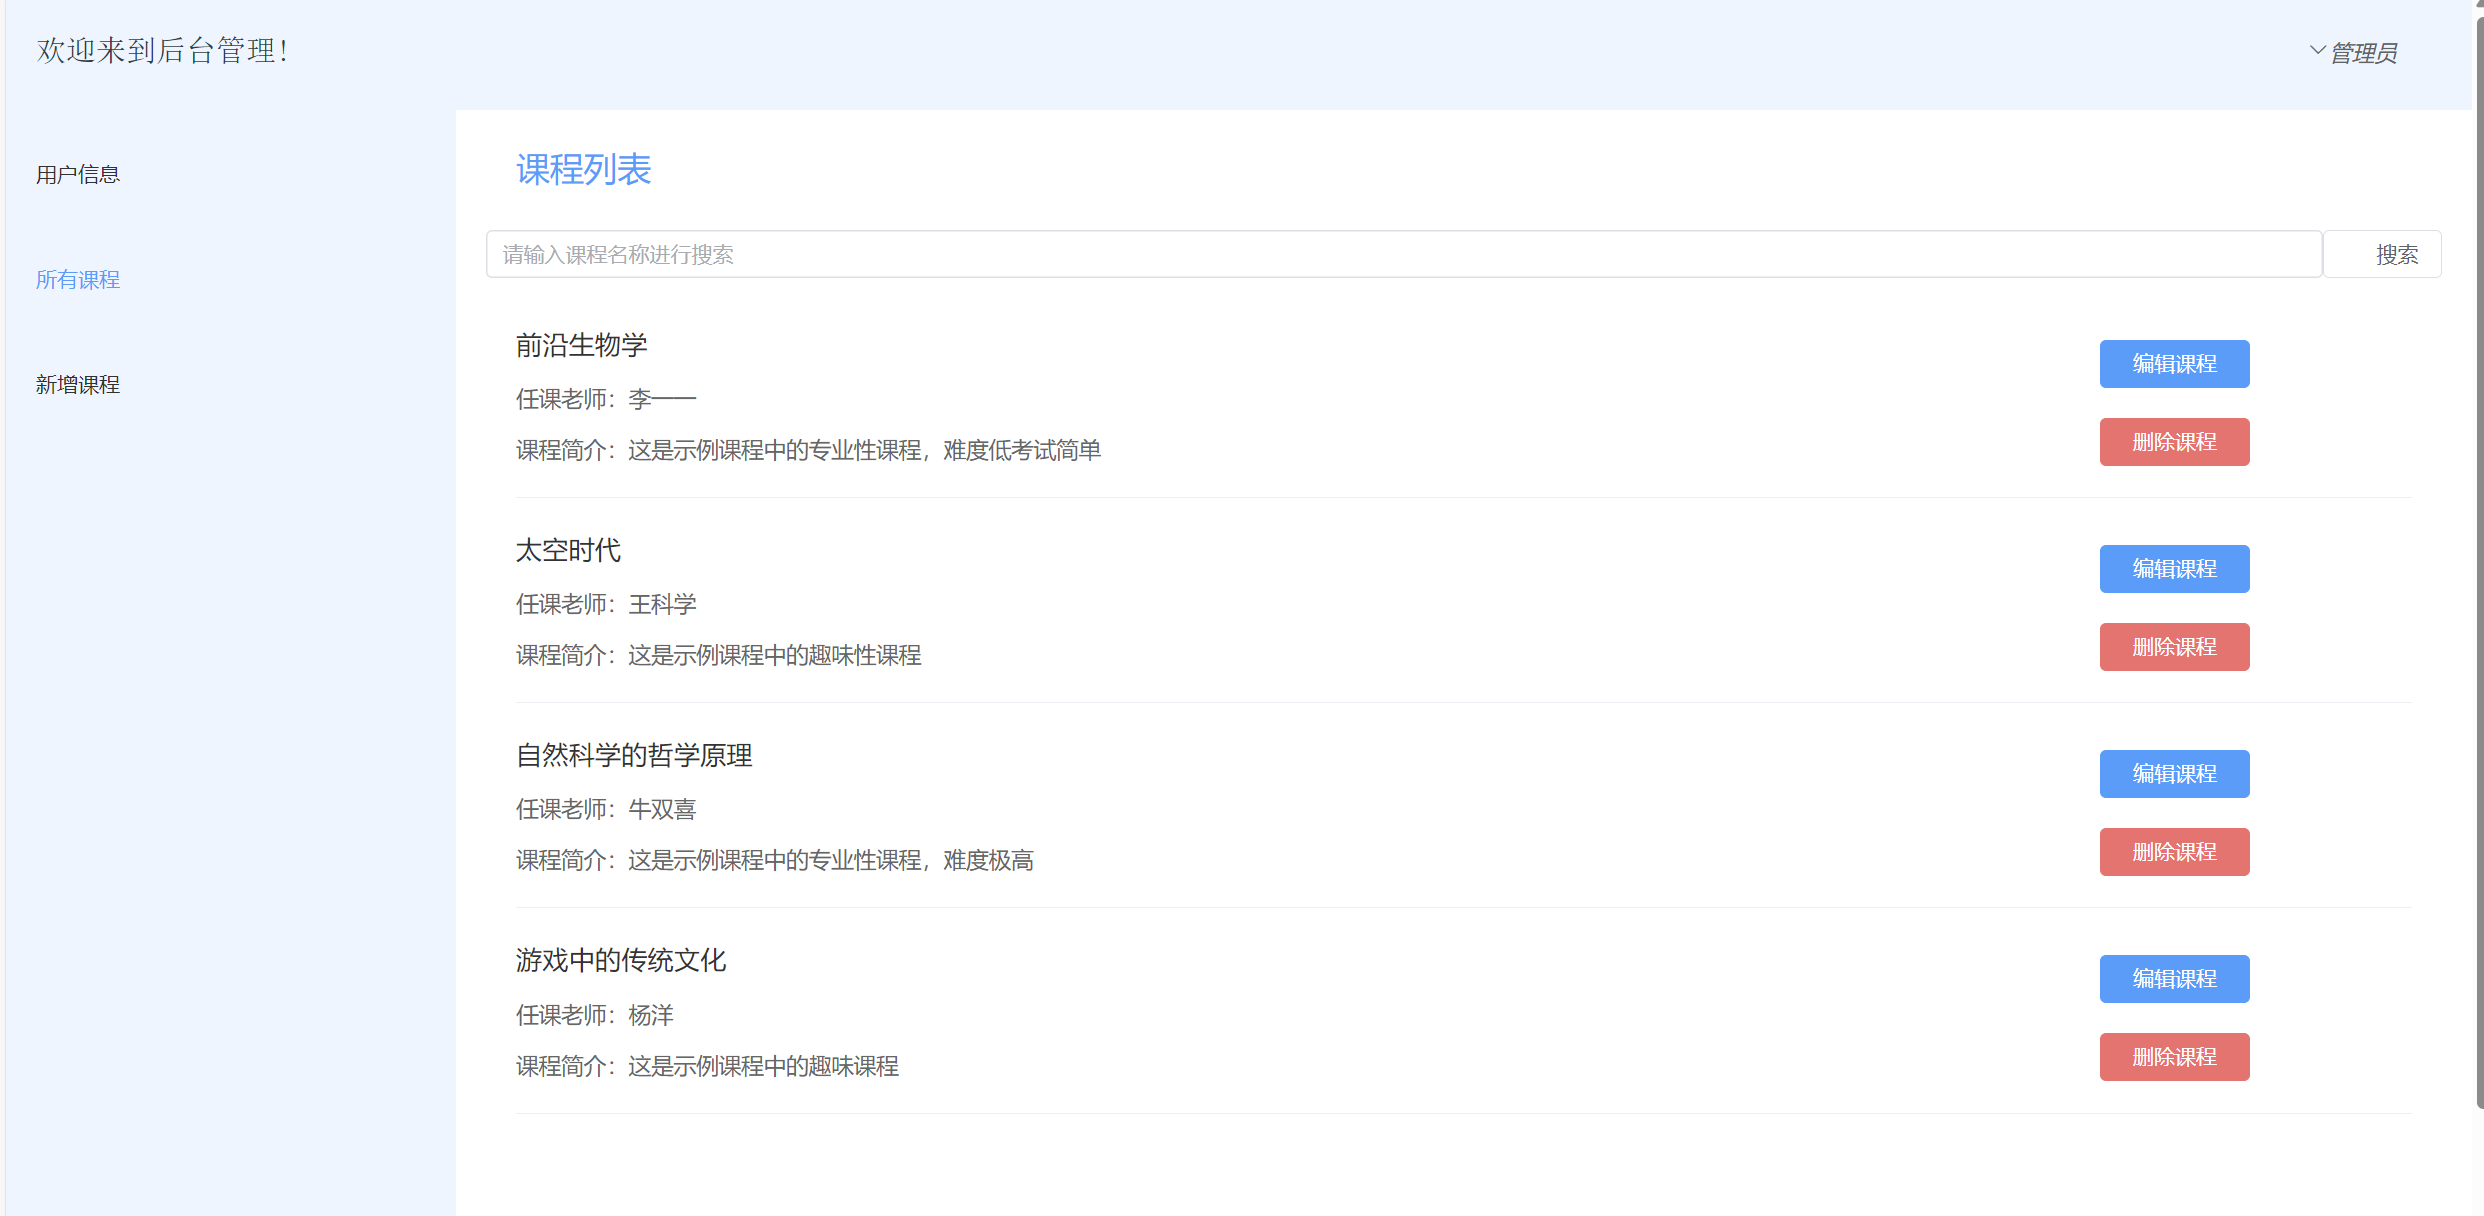 欢迎来到后台管理！
管理员
用户信息
所有课程
新增课程
课程列表
请输入课程名称进行搜索
搜索
前沿生物学
任课老师：李一一
课程简介：这是示例课程中的专业性课程，难度低考试简单
编辑课程
删除课程
太空时代
任课老师：王科学
课程简介：这是示例课程中的趣味性课程
编辑课程
删除课程
自然科学的哲学原理
任课老师：牛双喜
课程简介：这是示例课程中的专业性课程，难度极高
编辑课程
删除课程
游戏中的传统文化
任课老师：杨洋
课程简介：这是示例课程中的趣味课程
编辑课程
删除课程